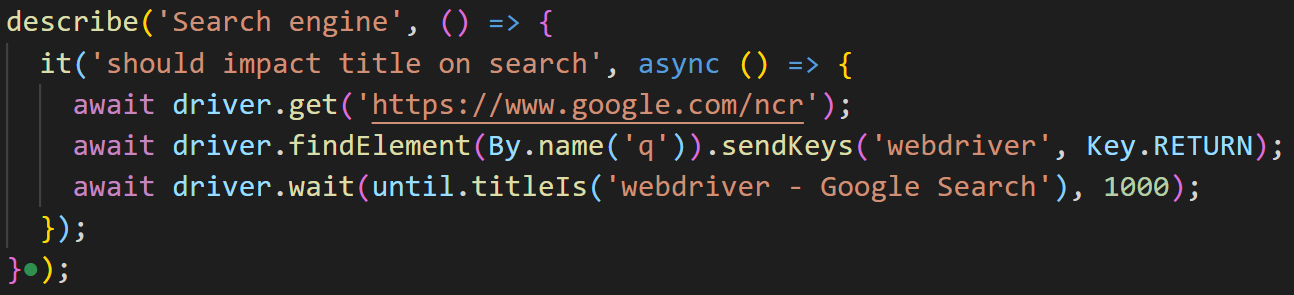 describe('Search engine', () => {
  it('should impact title on search', async () => {
    await driver.get('https://www.google.com/ncr');
    await driver.findElement(By.name('q')).sendKeys('webdriver', Key.RETURN);
    await driver.wait(until.titleIs('webdriver - Google Search'), 1000);
  });
});